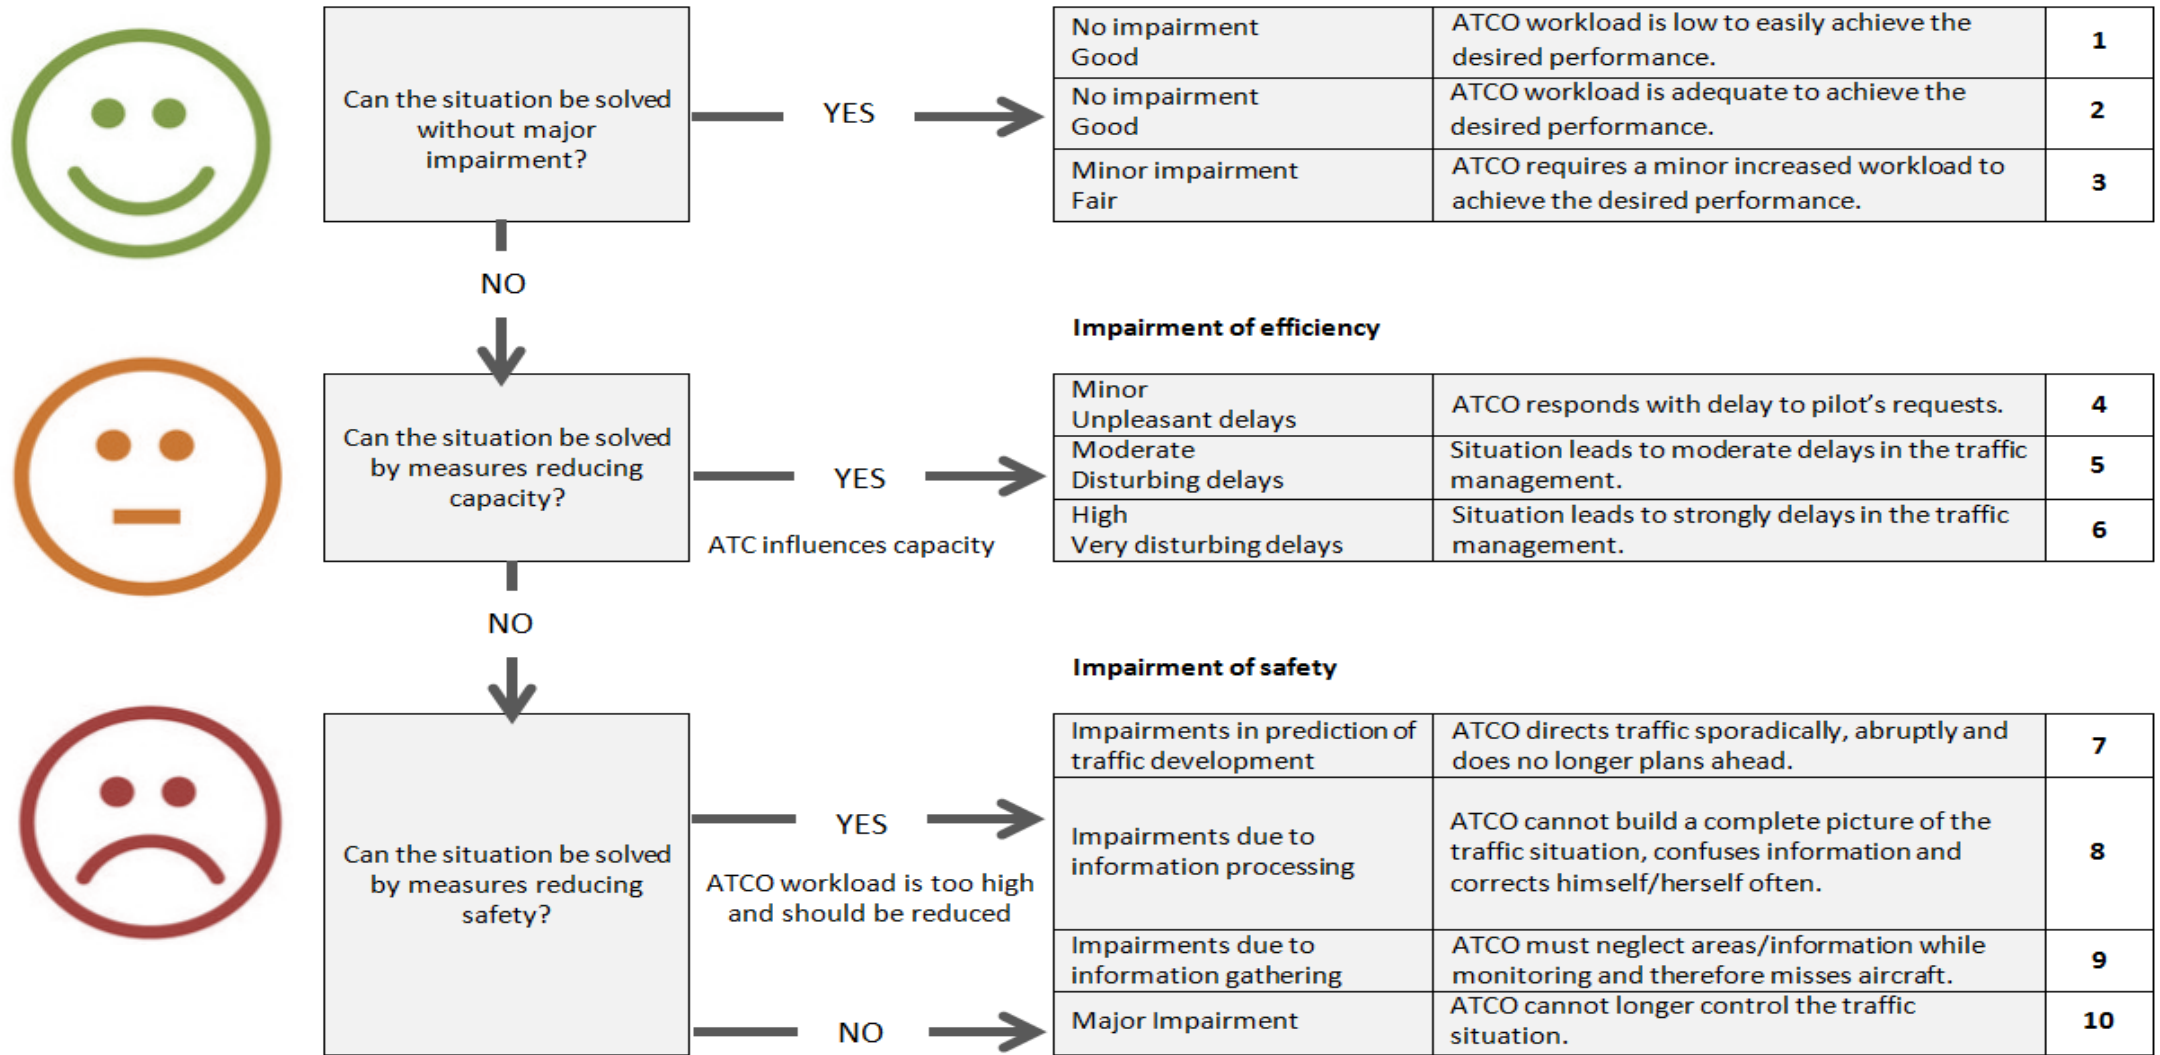 Can the situation be solved
without major
impairment?
YES
No impairment
Good
ATCO workload is low to easily achieve the
desired performance.
1
No impairment
Good
ATCO workload is adequate to achieve the
desired performance.
2
Minor impairment
Fair
ATCO requires a minor increased workload to
achieve the desired performance.
3
NO
Impairment of efficiency
Can the situation be solved
by measures reducing
capacity?
YES
ATC influences capacity
Minor
Unpleasant delays
ATCO responds with delay to pilot's requests.
4
Moderate
Disturbing delays
Situation leads to moderate delays in the traffic
management.
5
High
Very disturbing delays
Situation leads to strongly delays in the traffic
management.
6
NO
Impairment of safety
Can the situation be solved
by measures reducing
safety?
YES
ATCO workload is too high
and should be reduced
Impairments in prediction of
traffic development
ATCO directs traffic sporadically, abruptly and
does no longer plans ahead.
7
Impairments due to
information processing
ATCO cannot build a complete picture of the
traffic situation, confuses information and
corrects himself/herself often.
8
Impairments due to
information gathering
ATCO must neglect areas/information while
monitoring and therefore misses aircraft.
9
NO
Major Impairment
ATCO cannot longer control the traffic
situation.
10